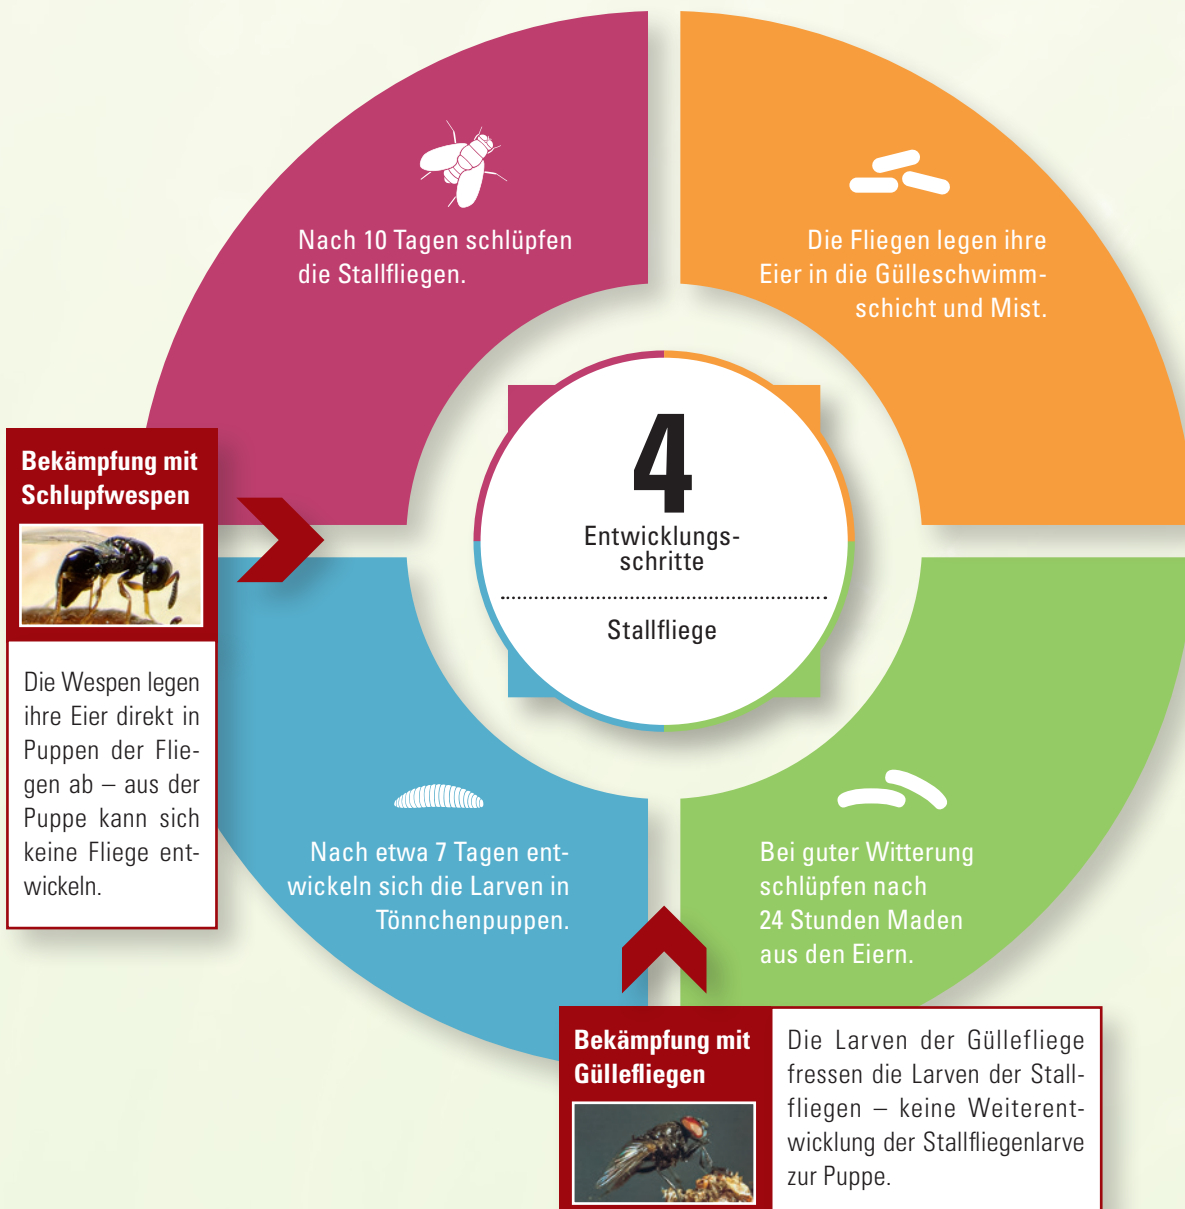 Nach 10 Tagen schlüpfen
die Stallfliegen.
Die Fliegen legen ihre
Eier in die Gülleschwimm-
schicht und Mist.
4
Entwicklungs-
schritte
Stallfliege
Bekämpfung mit
Schlupfwespen
Die Wespen legen
ihre Eier direkt in
Puppen der Flie-
gen ab – aus der
Puppe kann sich
keine Fliege ent-
wickeln.
Nach etwa 7 Tagen ent-
wickeln sich die Larven in
Tönnchenpuppen.
Bei guter Witterung
schlüpfen nach
24 Stunden Maden
aus den Eiern.
Bekämpfung mit
Güllefliegen
Die Larven der Güllefliege
fressen die Larven der Stall-
fliegen – keine Weiterent-
wicklung der Stallfliegenlarve
zur Puppe.